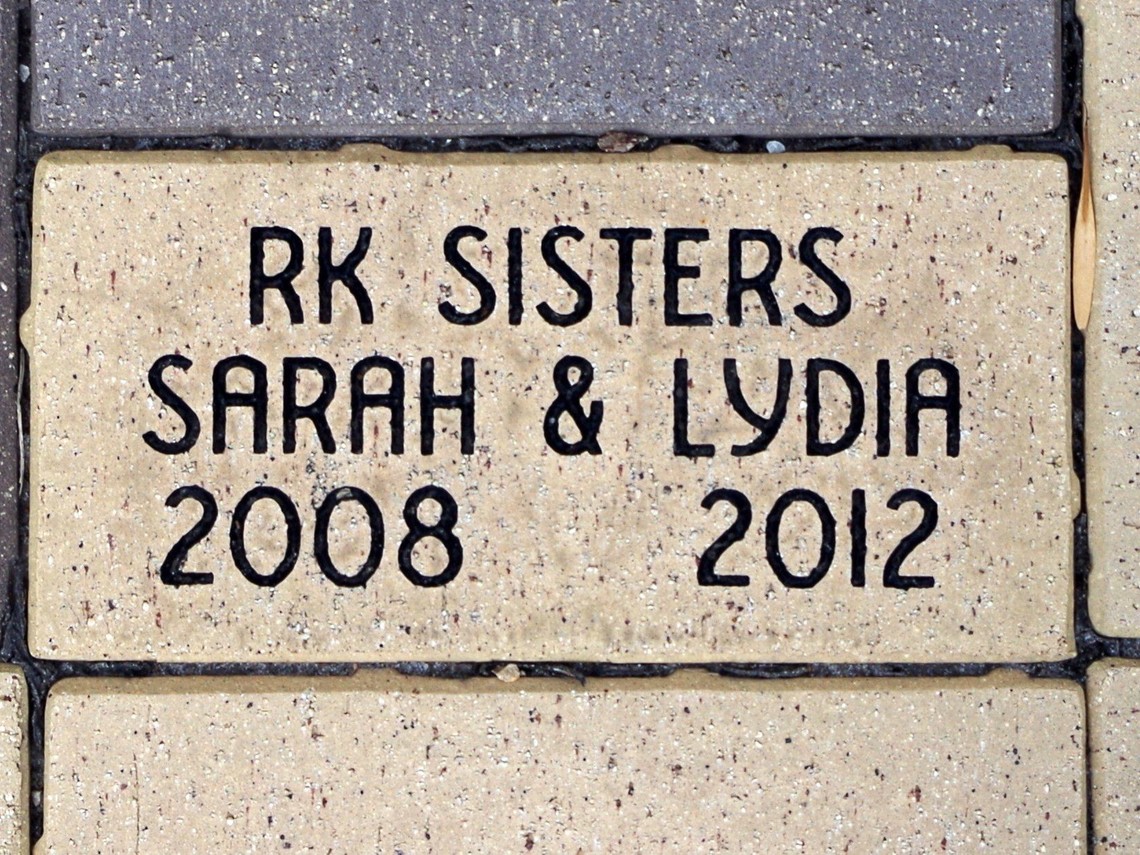 RK SISTERS
SARAH & LYDIA
2008 2012